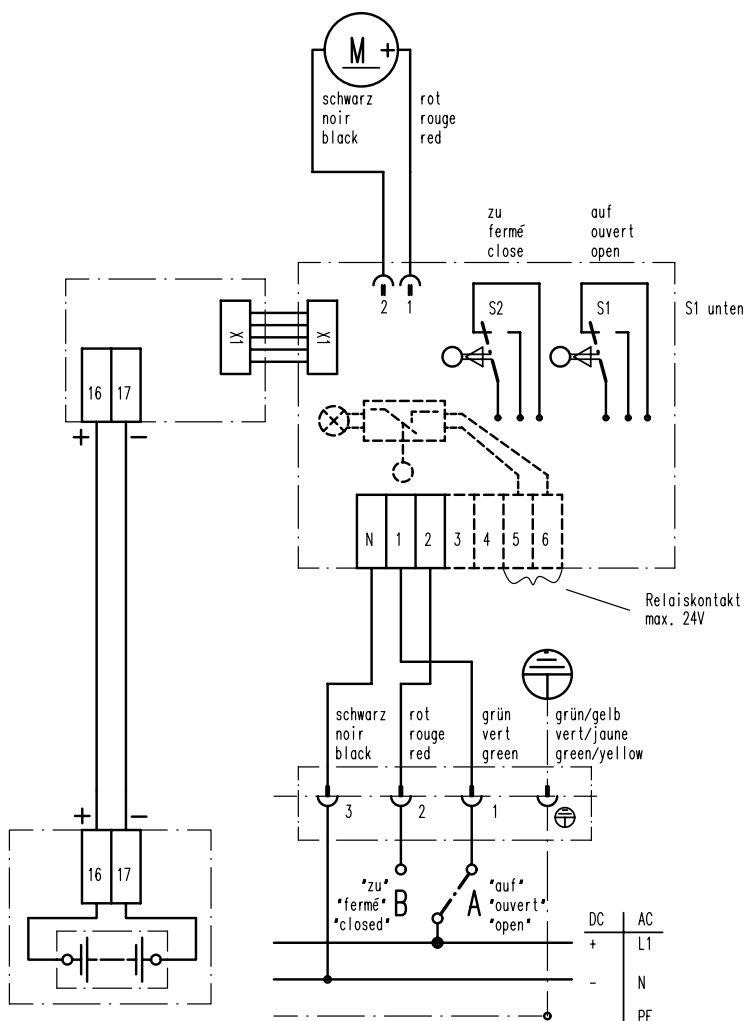 M +
schwarz
noir
black
rot
rouge
red
zu
fermé
close
auf
ouvert
open
2 1
S2
S1
S1 unten
X1
X1
16 17
+ −
N 1 2 3 4 5 6
Relaiskontakt
max. 24V
schwarz
noir
black
rot
rouge
red
grün
vert
green
grün/gelb
vert/jaune
green/yellow
3 2 1
+ −
16 17
"zu"
"fermé"
"closed"
B
A
"auf"
"ouvert"
"open"
DC AC
+ L1
- N
PE